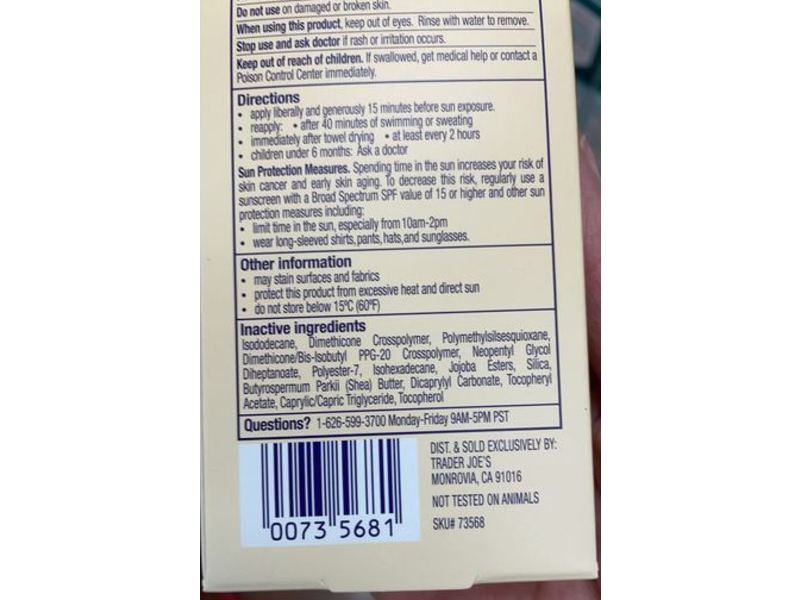 Do not use on damaged or broken skin.
When using this product, keep out of eyes. Rinse with water to remove.
Stop use and ask doctor if rash or irritation occurs.
Keep out of reach of children. If swallowed, get medical help or contact a
Poison Control Center immediately.
Directions
• apply liberally and generously 15 minutes before sun exposure.
• reapply: • after 40 minutes of swimming or sweating
• immediately after towel drying • at least every 2 hours
• children under 6 months: Ask a doctor
Sun Protection Measures. Spending time in the sun increases your risk of
skin cancer and early skin aging. To decrease this risk, regularly use a
sunscreen with a Broad Spectrum SPF value of 15 or higher and other sun
protection measures including:
• limit time in the sun, especially from 10am-2pm
• wear long-sleeved shirts, pants, hats, and sunglasses.
Other information
• may stain surfaces and fabrics
• protect this product from excessive heat and direct sun
• do not store below 15ºC (60ºF)
Inactive ingredients
Isododecane, Dimethicone Crosspolymer, Polymethylsilsesquioxane,
Dimethicone/Bis-Isobutyl PPG-20 Crosspolymer, Neopentyl Glycol
Diheptanoate, Polyester-7, Isohexadecane, Jojoba Esters, Silica,
Butyrospermum Parkii (Shea) Butter, Dicaprylyl Carbonate, Tocopheryl
Acetate, Caprylic/Capric Triglyceride, Tocopherol
Questions? 1-626-599-3700 Monday-Friday 9AM-5PM PST
DIST. & SOLD EXCLUSIVELY BY:
TRADER JOE'S
MONROVIA, CA 91016
NOT TESTED ON ANIMALS
SKU# 73568
0073 5681